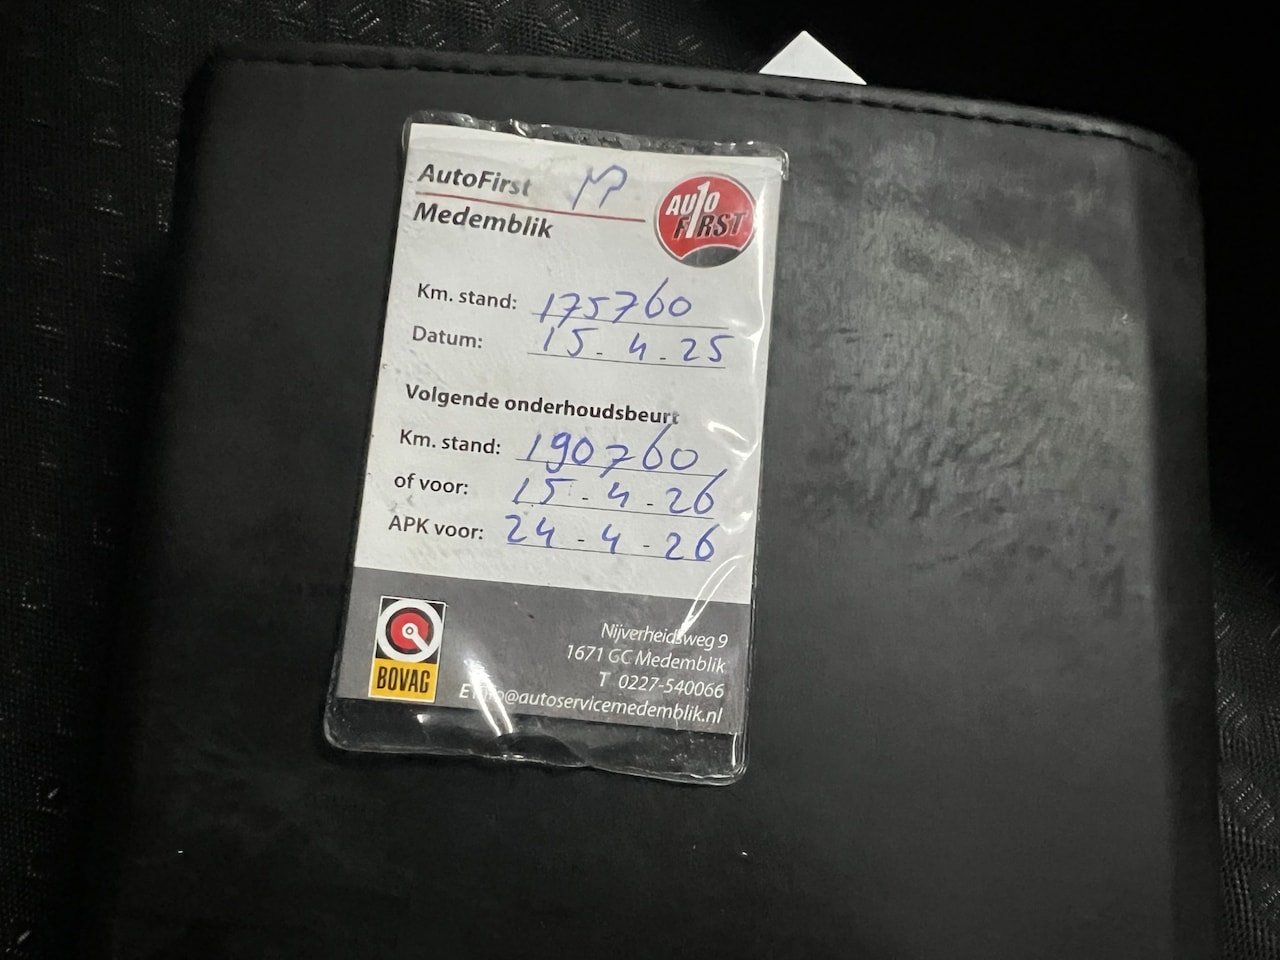 AutoFirst
Medemblik
AUTO
FIRST
Km. stand: 175760
Datum: 15-4-25
Volgende onderhoudsbeurt
Km. stand: 190760
of voor: 15-4-26
APK voor: 24-4-26
BOVAG
Nijverheidsweg 9
1671 GC Medemblik
T 0227-540066
E info@autoservicemedemblik.nl